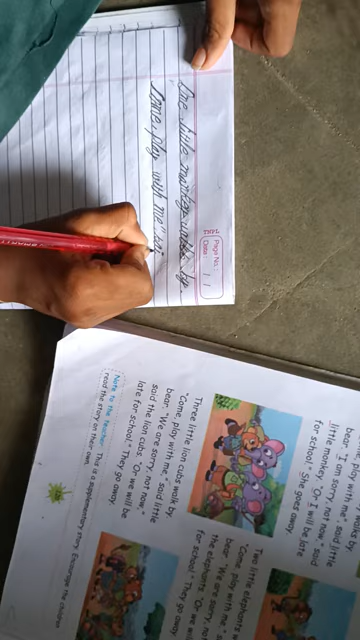 Page No.
Date: / /
One little monkey walks by
"Come, play with me"
walks by
bear. "I am sorry, not now," said
little monkey. Or I will be late
for school." She goes away.
Three little lion cubs walk by
"Come, play with me," said little
bear. "We are sorry, not now,"
said the lion cubs. Or we will be
late for school." They go away.
Two little elephants
"Come, play with me," s
bear. "We are sorry,
the elephants. Or we
for school." They go away
Note to the teacher: This is a supplementary story. Encourage the children
read the story on their own.